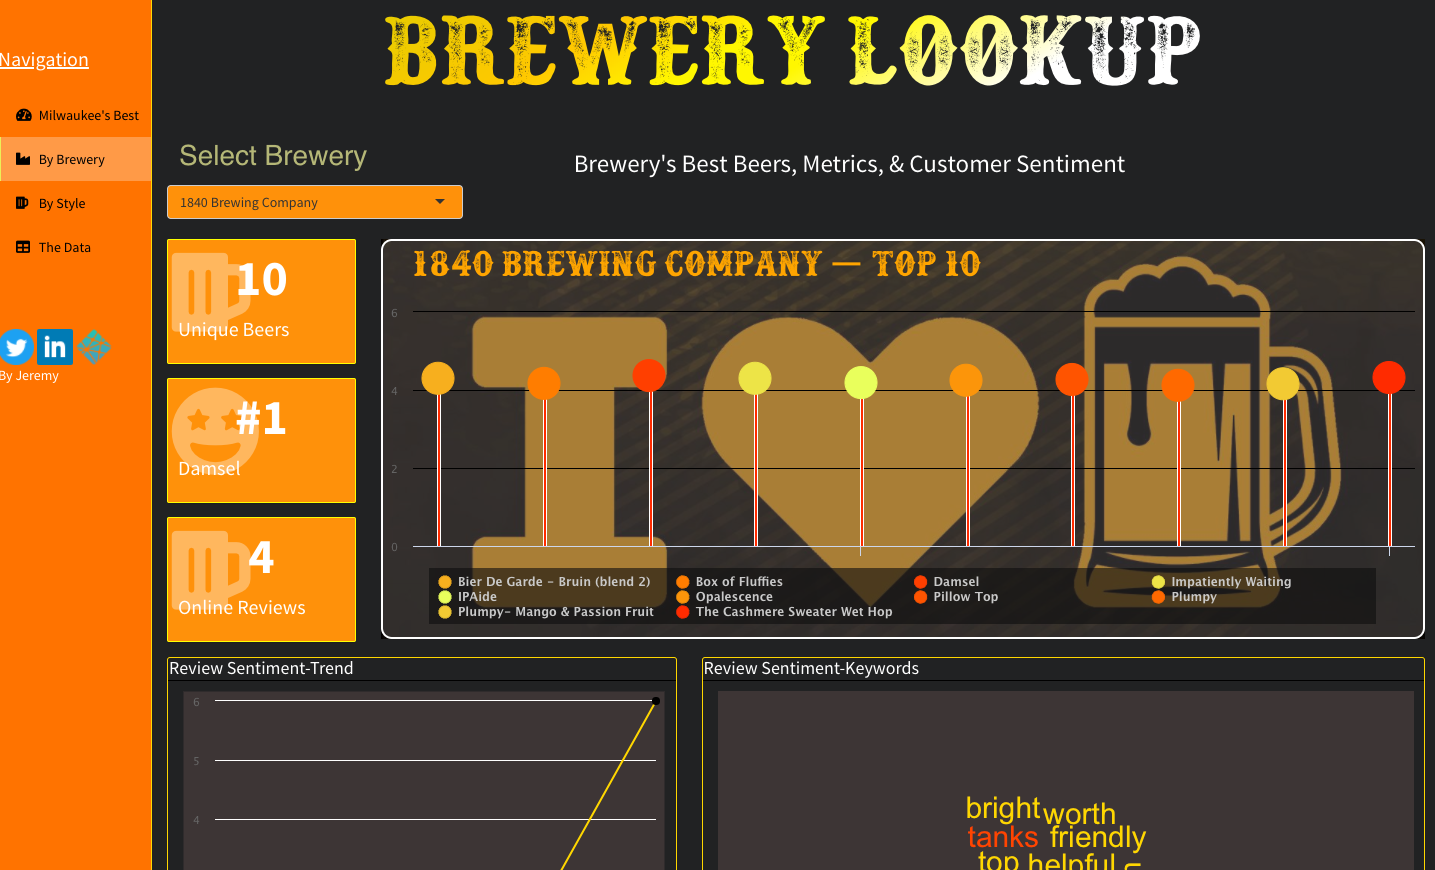 BREWERY LOOKUP
Navigation
Milwaukee's Best
By Brewery
By Style
The Data
in
By Jeremy
Select Brewery
1840 Brewing Company
Brewery's Best Beers, Metrics, & Customer Sentiment
10
Unique Beers
#1
Damsel
4
Online Reviews
1840 BREWING COMPANY — TOP 10
I
6
4
2
0
Bier De Garde - Bruin (blend 2)
Box of Fluffies
Damsel
Impatiently Waiting
IPAide
Opalescence
Pillow Top
Plumpy
Plumpy- Mango & Passion Fruit
The Cashmere Sweater Wet Hop
Review Sentiment-Trend
6
5
4
Review Sentiment-Keywords
bright worth
tanks friendly
top helpful